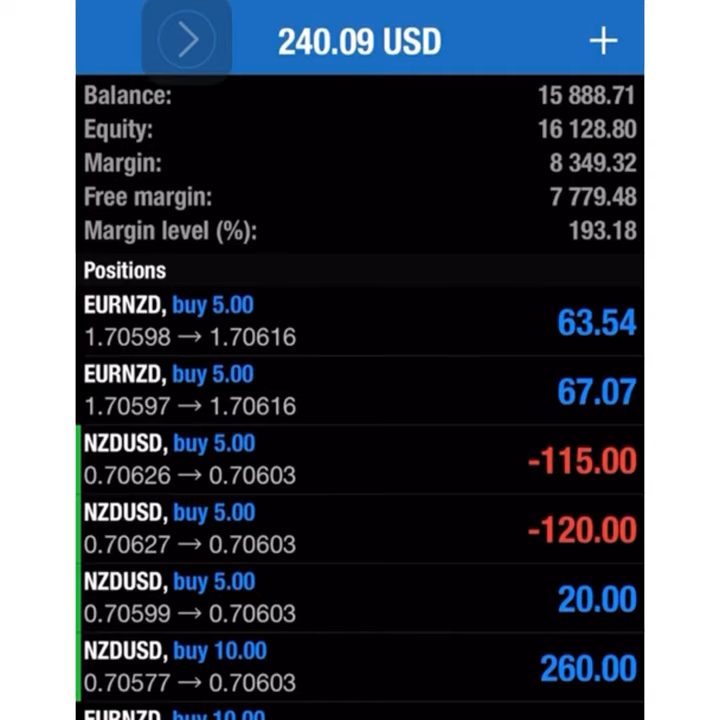 240.09 USD +
Balance: 15 888.71
Equity: 16 128.80
Margin: 8 349.32
Free margin: 7 779.48
Margin level (%): 193.18
Positions
EURNZD, buy 5.00
1.70598 → 1.70616 63.54
EURNZD, buy 5.00
1.70597 → 1.70616 67.07
NZDUSD, buy 5.00
0.70626 → 0.70603 -115.00
NZDUSD, buy 5.00
0.70627 → 0.70603 -120.00
NZDUSD, buy 5.00
0.70599 → 0.70603 20.00
NZDUSD, buy 10.00
0.70577 → 0.70603 260.00
EURNZD, buy 10.00